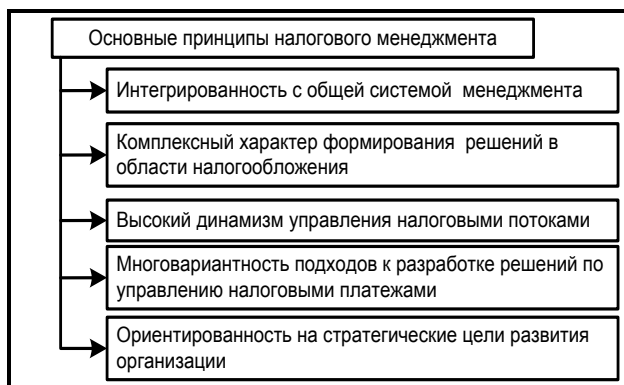 Основные принципы налогового менеджмента
Интегрированность с общей системой менеджмента
Комплексный характер формирования решений в
области налогообложения
Высокий динамизм управления налоговыми потоками
Многовариантность подходов к разработке решений по
управлению налоговыми платежами
Ориентированность на стратегические цели развития
организации